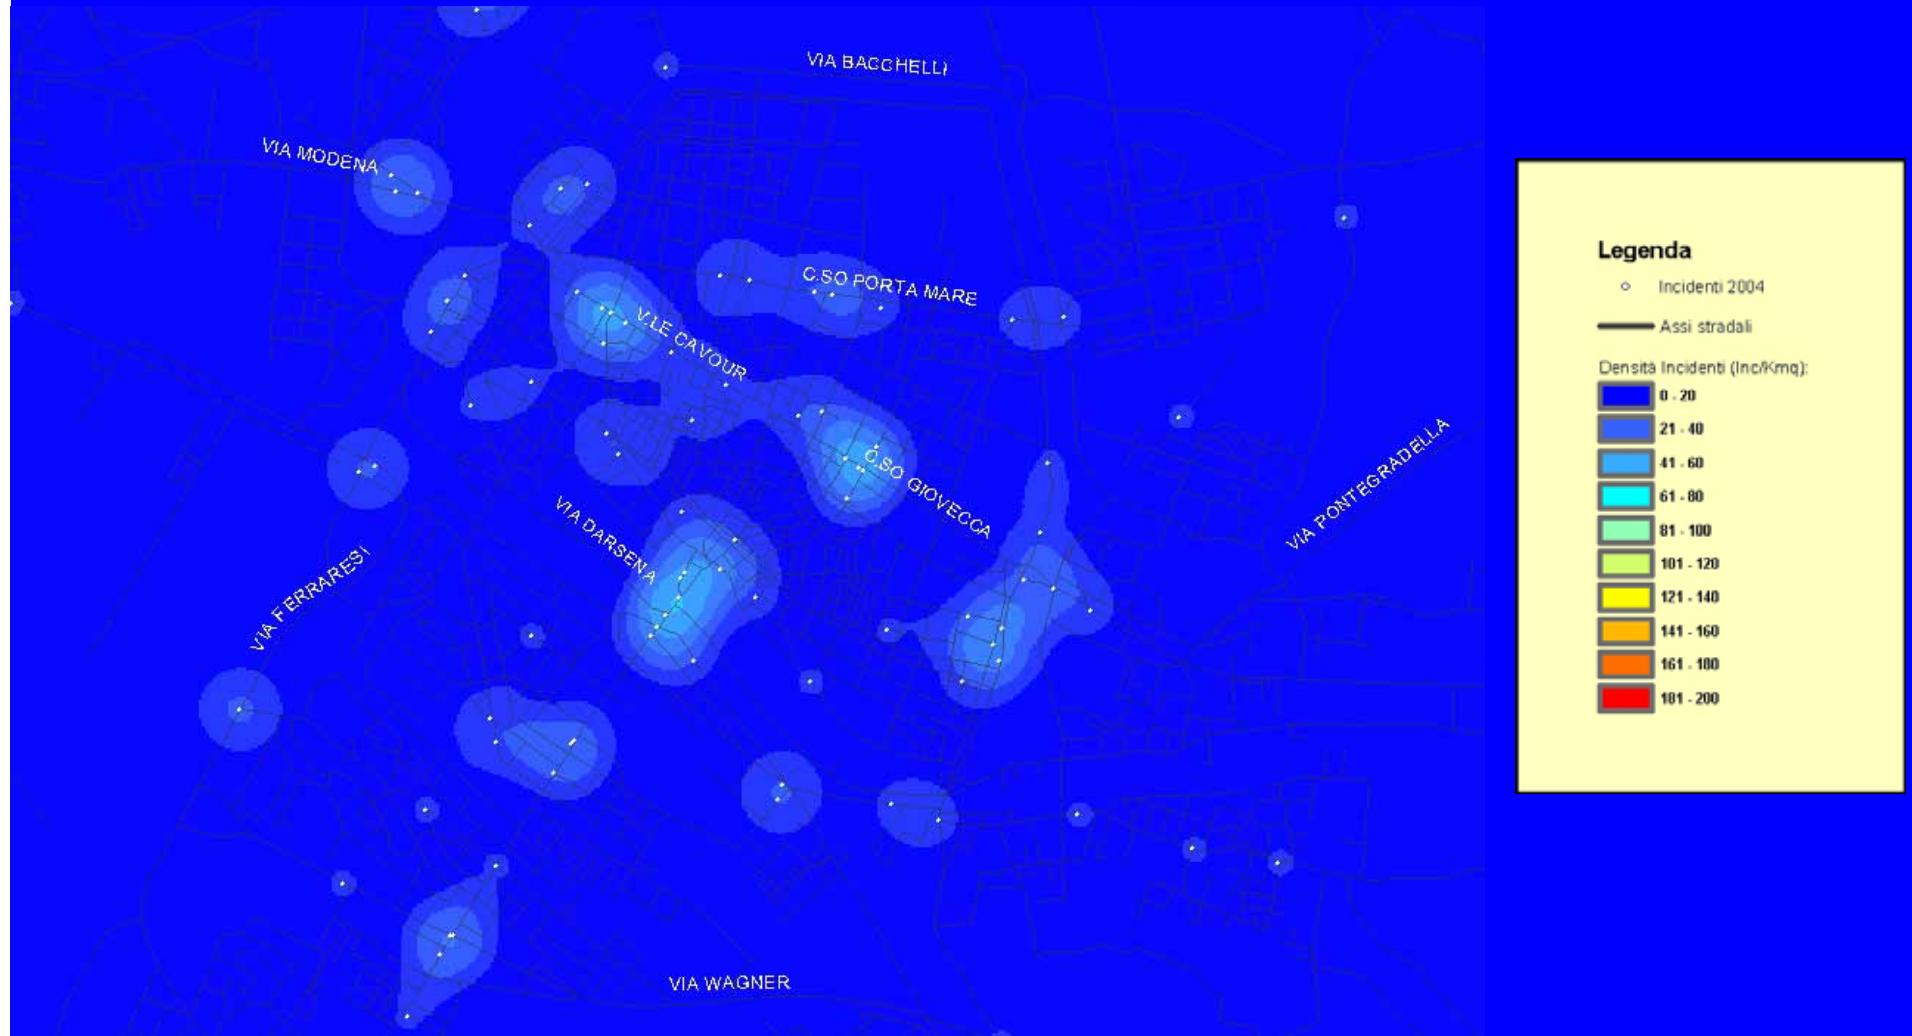 VIA BACCHELLI
VIA MODENA
C.SO PORTA MARE
V.LE CAVOUR
C.SO GIOVECCA
VIA PONTEGRADELLA
VIA DARSENA
VIA FERRARESI
VIA WAGNER
Legenda
Incidenti 2004
Assi stradali
Densità Incidenti (Inc/Kmq):
0 - 20
21 - 40
41 - 60
61 - 80
81 - 100
101 - 120
121 - 140
141 - 160
161 - 180
181 - 200